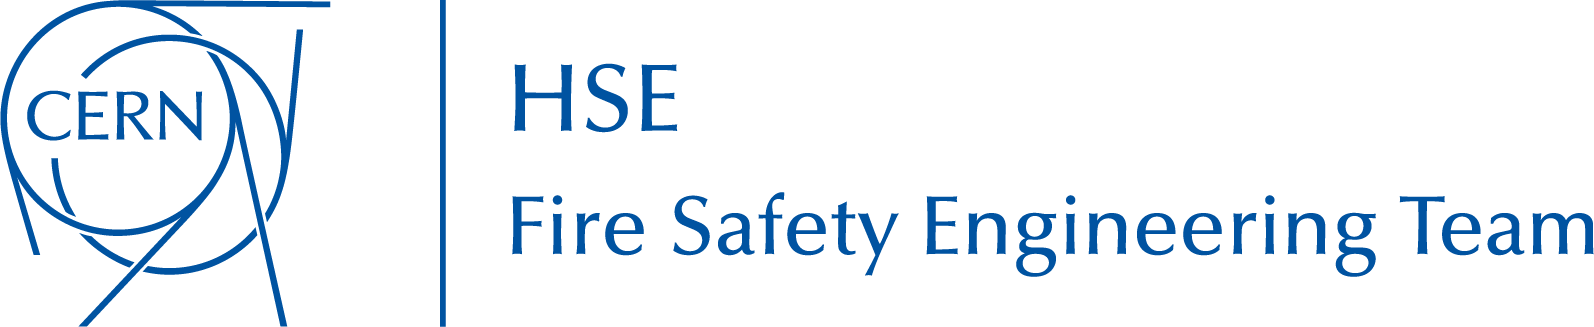 CERN
HSE
Fire Safety Engineering Team